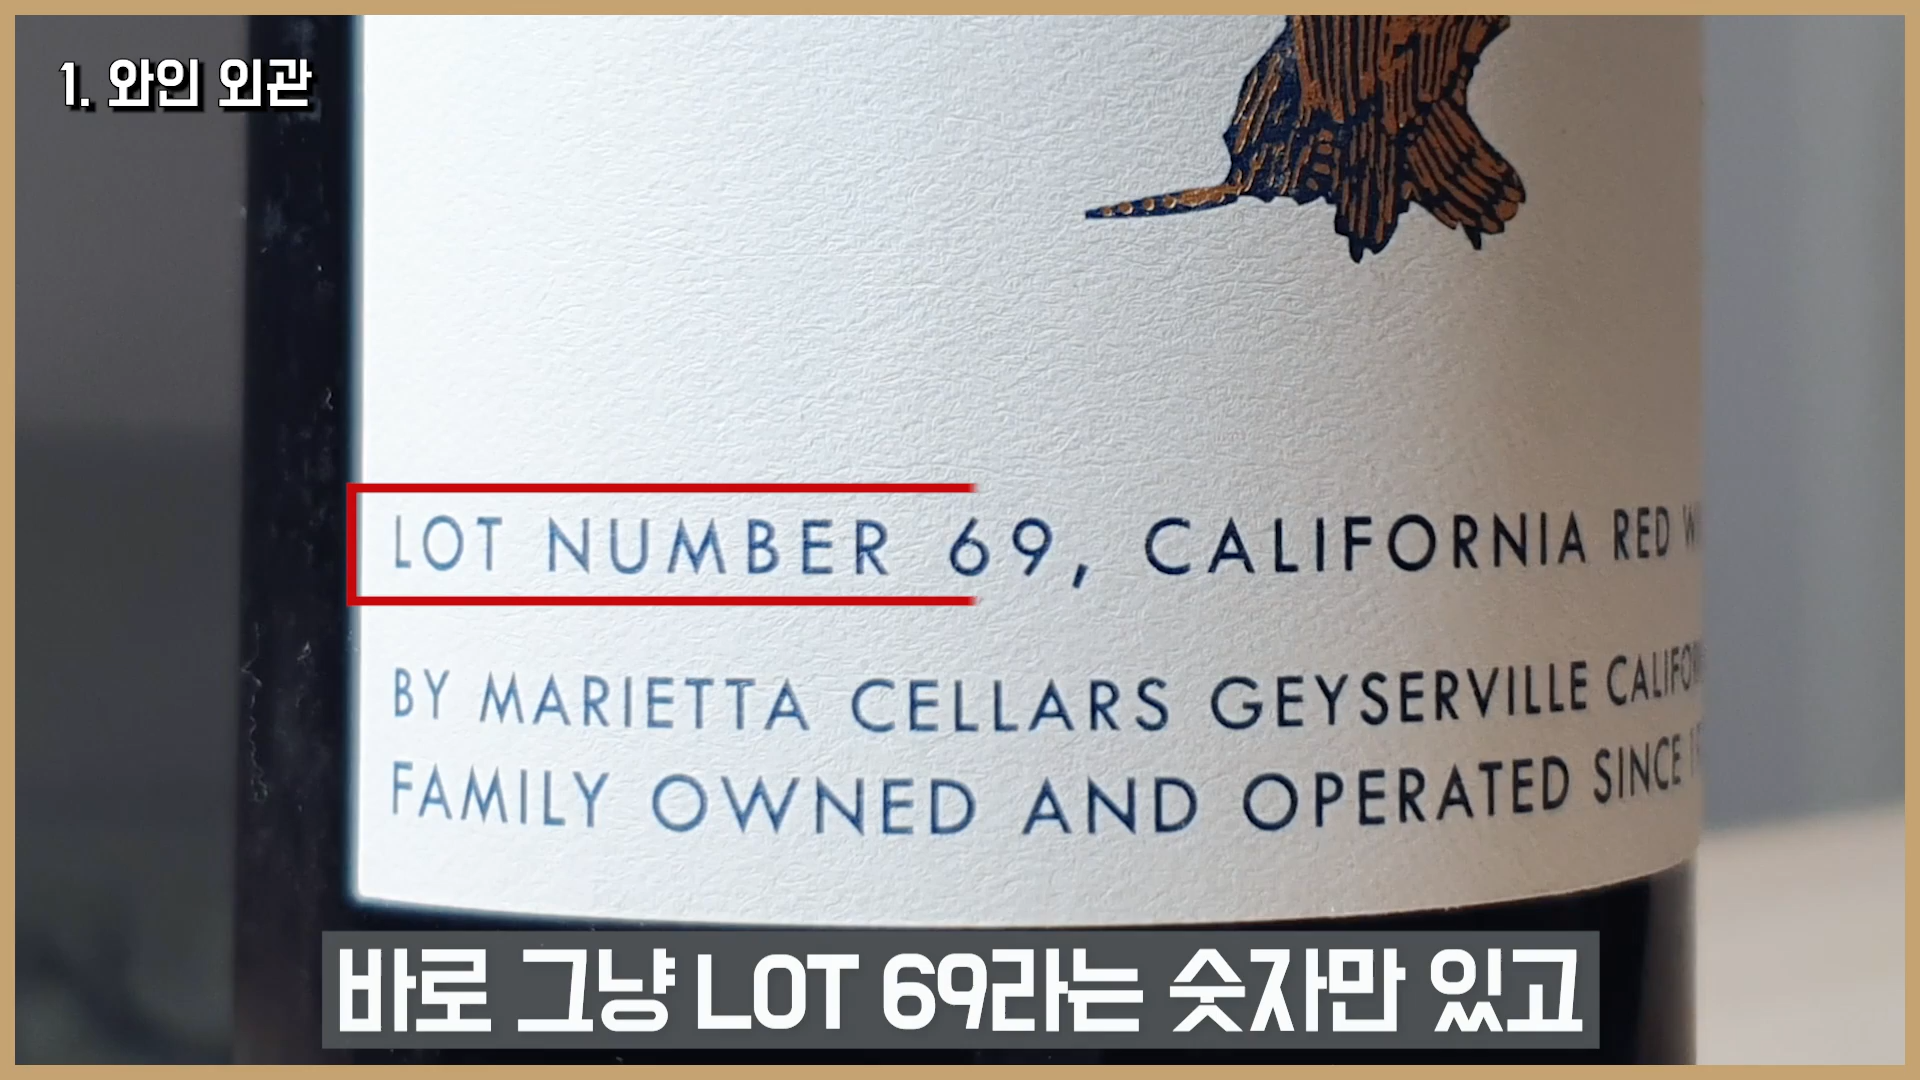 1. 와인 외관
LOT NUMBER 69, CALIFORNIA RED
BY MARIETTA CELLARS GEYSERVILLE
FAMILY OWNED AND OPERATED SINCE
바로 그냥 LOT 69라는 숫자만 있고